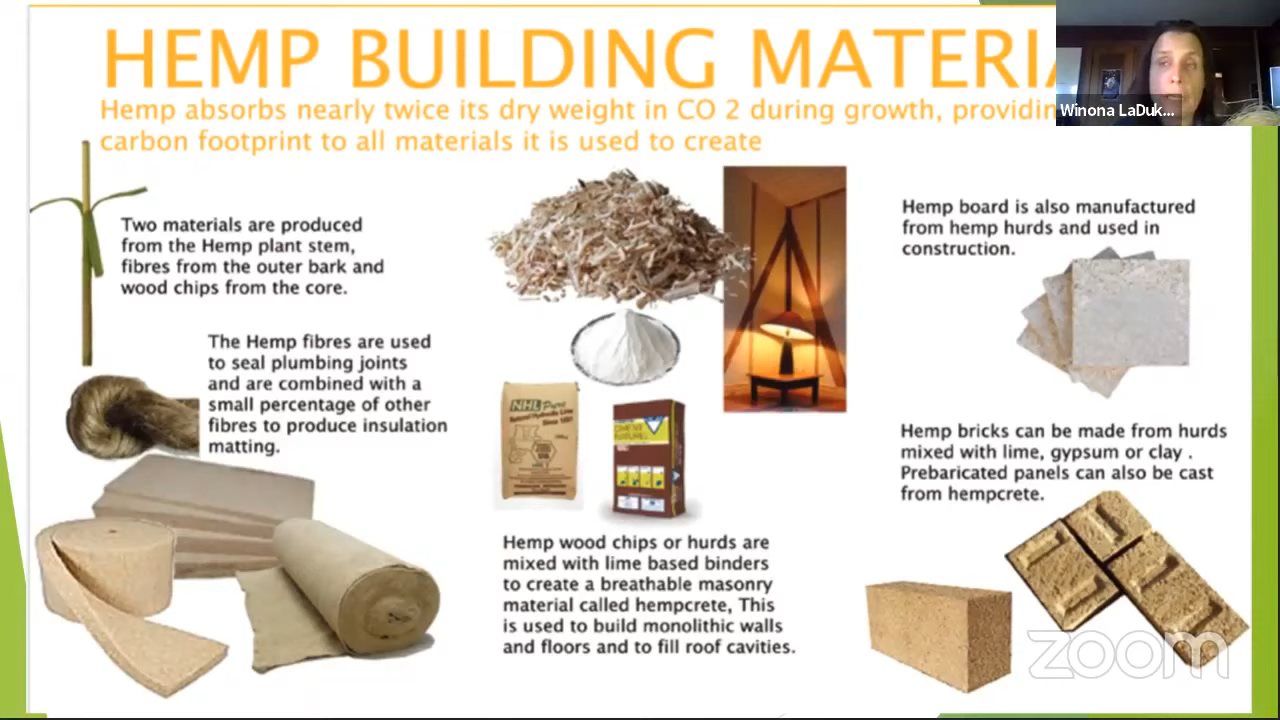 HEMP BUILDING MATERIA
Hemp absorbs nearly twice its dry weight in CO 2 during growth, providin
carbon footprint to all materials it is used to create
Winona LaDuk...
Two materials are produced
from the Hemp plant stem,
fibres from the outer bark and
wood chips from the core.
The Hemp fibres are used
to seal plumbing joints
and are combined with a
small percentage of other
fibres to produce insulation
matting.
NHL Pure
Natural Hydraulic Lime
Hemp wood chips or hurds are
mixed with lime based binders
to create a breathable masonry
material called hempcrete, This
is used to build monolithic walls
and floors and to fill roof cavities.
Hemp board is also manufactured
from hemp hurds and used in
construction.
Hemp bricks can be made from hurds
mixed with lime, gypsum or clay .
Prebaricated panels can also be cast
from hempcrete.
zoom